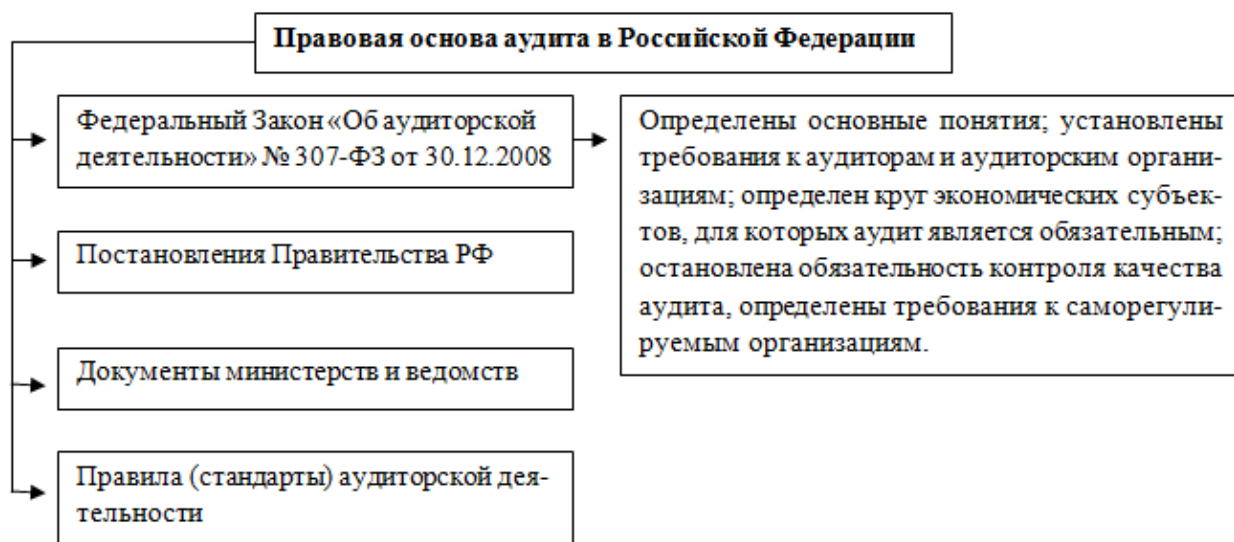 Правовая основа аудита в Российской Федерации
Федеральный Закон «Об аудиторской
деятельности» № 307-ФЗ от 30.12.2008
Определены основные понятия; установлены
требования к аудиторам и аудиторским органи-
зациям; определен круг экономических субъек-
тов, для которых аудит является обязательным;
остановлена обязательность контроля качества
аудита, определены требования к саморегули-
руемым организациям.
Постановления Правительства РФ
Документы министерств и ведомств
Правила (стандарты) аудиторской дея-
тельности